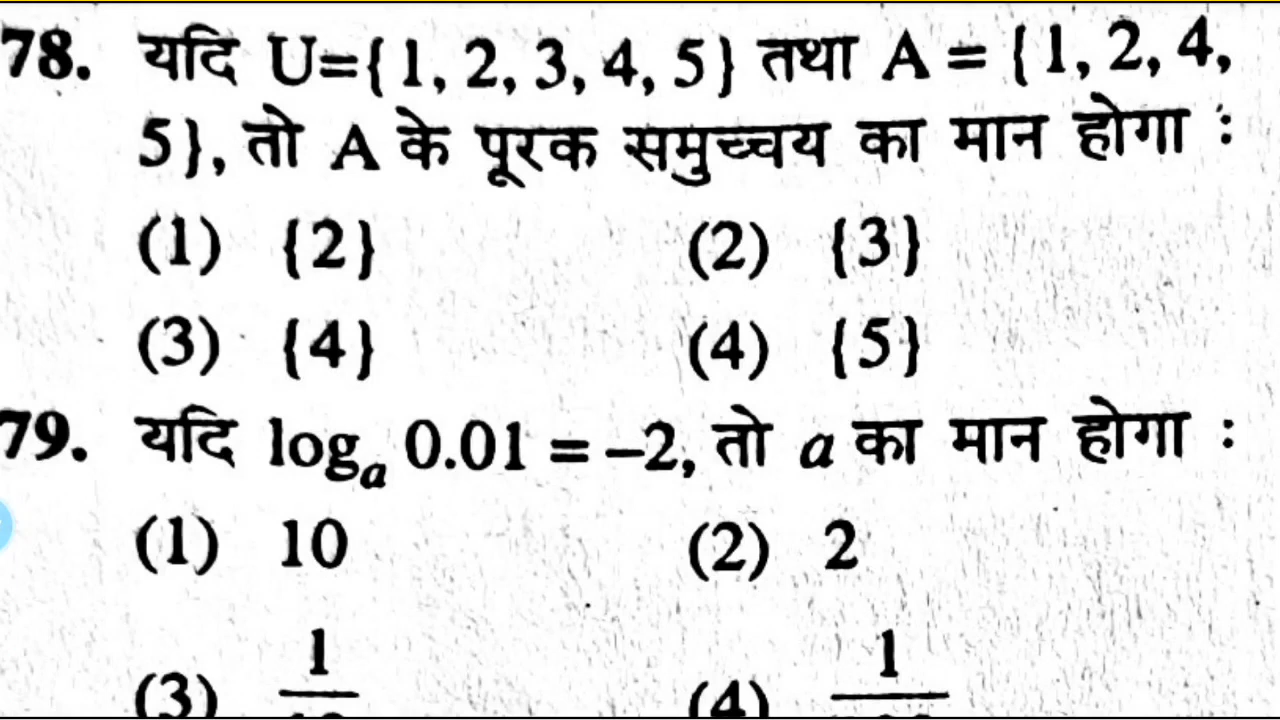 78. यदि U={1, 2, 3, 4, 5} तथा A = {1, 2, 4,
5}, तो A के पूरक समुच्चय का मान होगा :
(1) {2} (2) {3}
(3) {4} (4) {5}
79. यदि logₐ 0.01 = –2, तो a का मान होगा :
(1) 10 (2) 2
1 1
(3) (4)